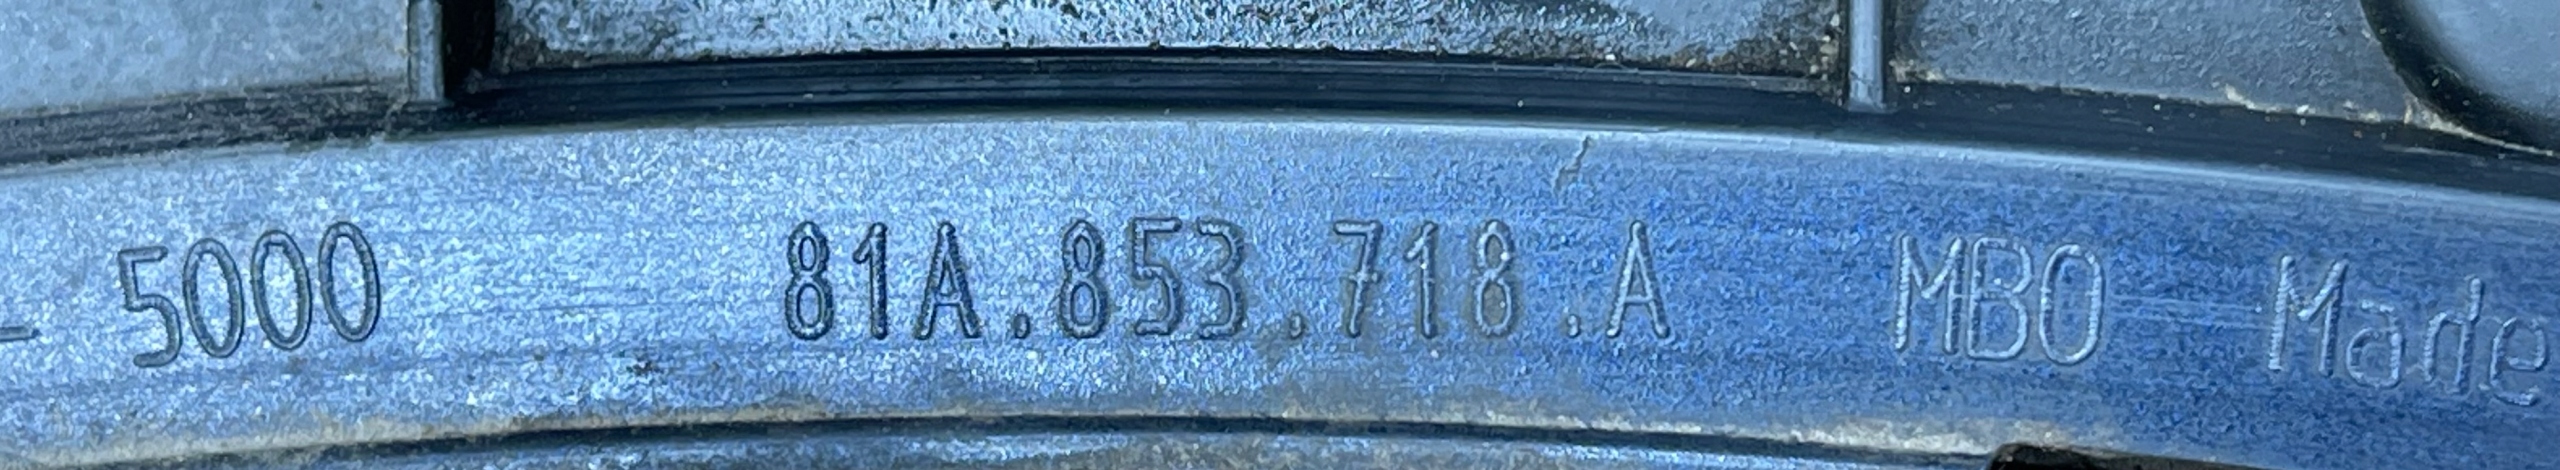 - 5000 81A.853.718.A MBO Made